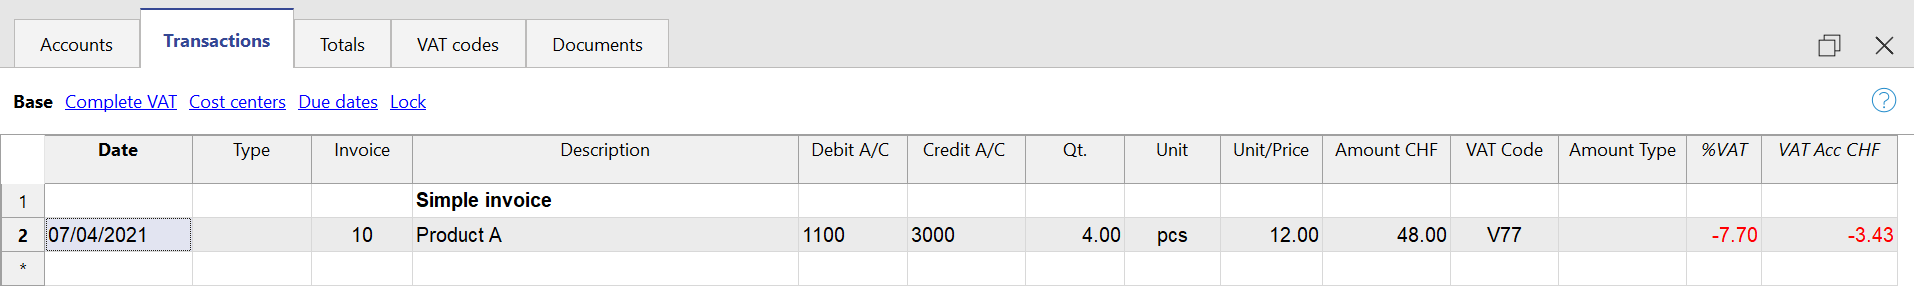 Accounts Transactions Totals VAT codes Documents
Base Complete VAT Cost centers Due dates Lock ?
Date Type Invoice Description Debit A/C Credit A/C Qt. Unit Unit/Price Amount CHF VAT Code Amount Type %VAT VAT Acc CHF
1 Simple invoice
2 07/04/2021 10 Product A 1100 3000 4.00 pcs 12.00 48.00 V77 -7.70 -3.43
*